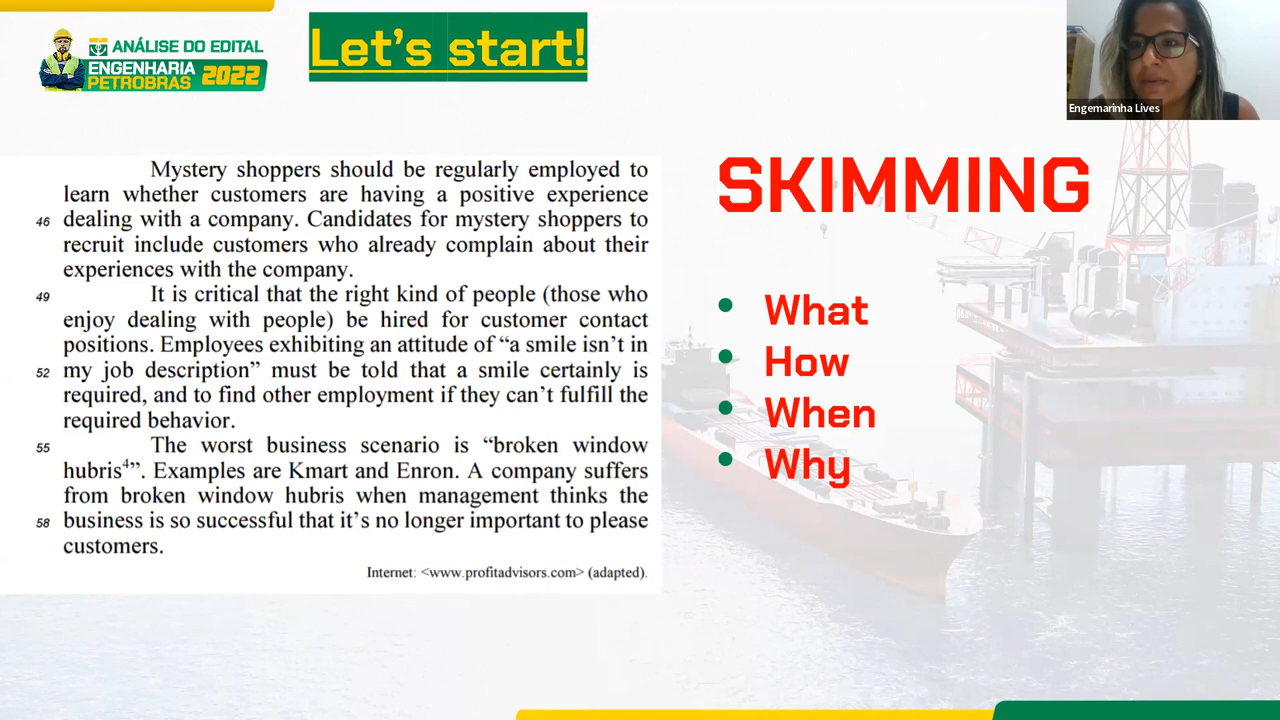 ANÁLISE DO EDITAL
ENGENHARIA
PETROBRAS 2022
Let's start!
Engemarinha Lives
Mystery shoppers should be regularly employed to
learn whether customers are having a positive experience
46 dealing with a company. Candidates for mystery shoppers to
recruit include customers who already complain about their
experiences with the company.
49 It is critical that the right kind of people (those who
enjoy dealing with people) be hired for customer contact
positions. Employees exhibiting an attitude of “a smile isn’t in
52 my job description” must be told that a smile certainly is
required, and to find other employment if they can’t fulfill the
required behavior.
55 The worst business scenario is “broken window
hubris⁴”. Examples are Kmart and Enron. A company suffers
from broken window hubris when management thinks the
58 business is so successful that it’s no longer important to please
customers.
Internet: <www.profitadvisors.com> (adapted).
SKIMMING
• What
• How
• When
• Why